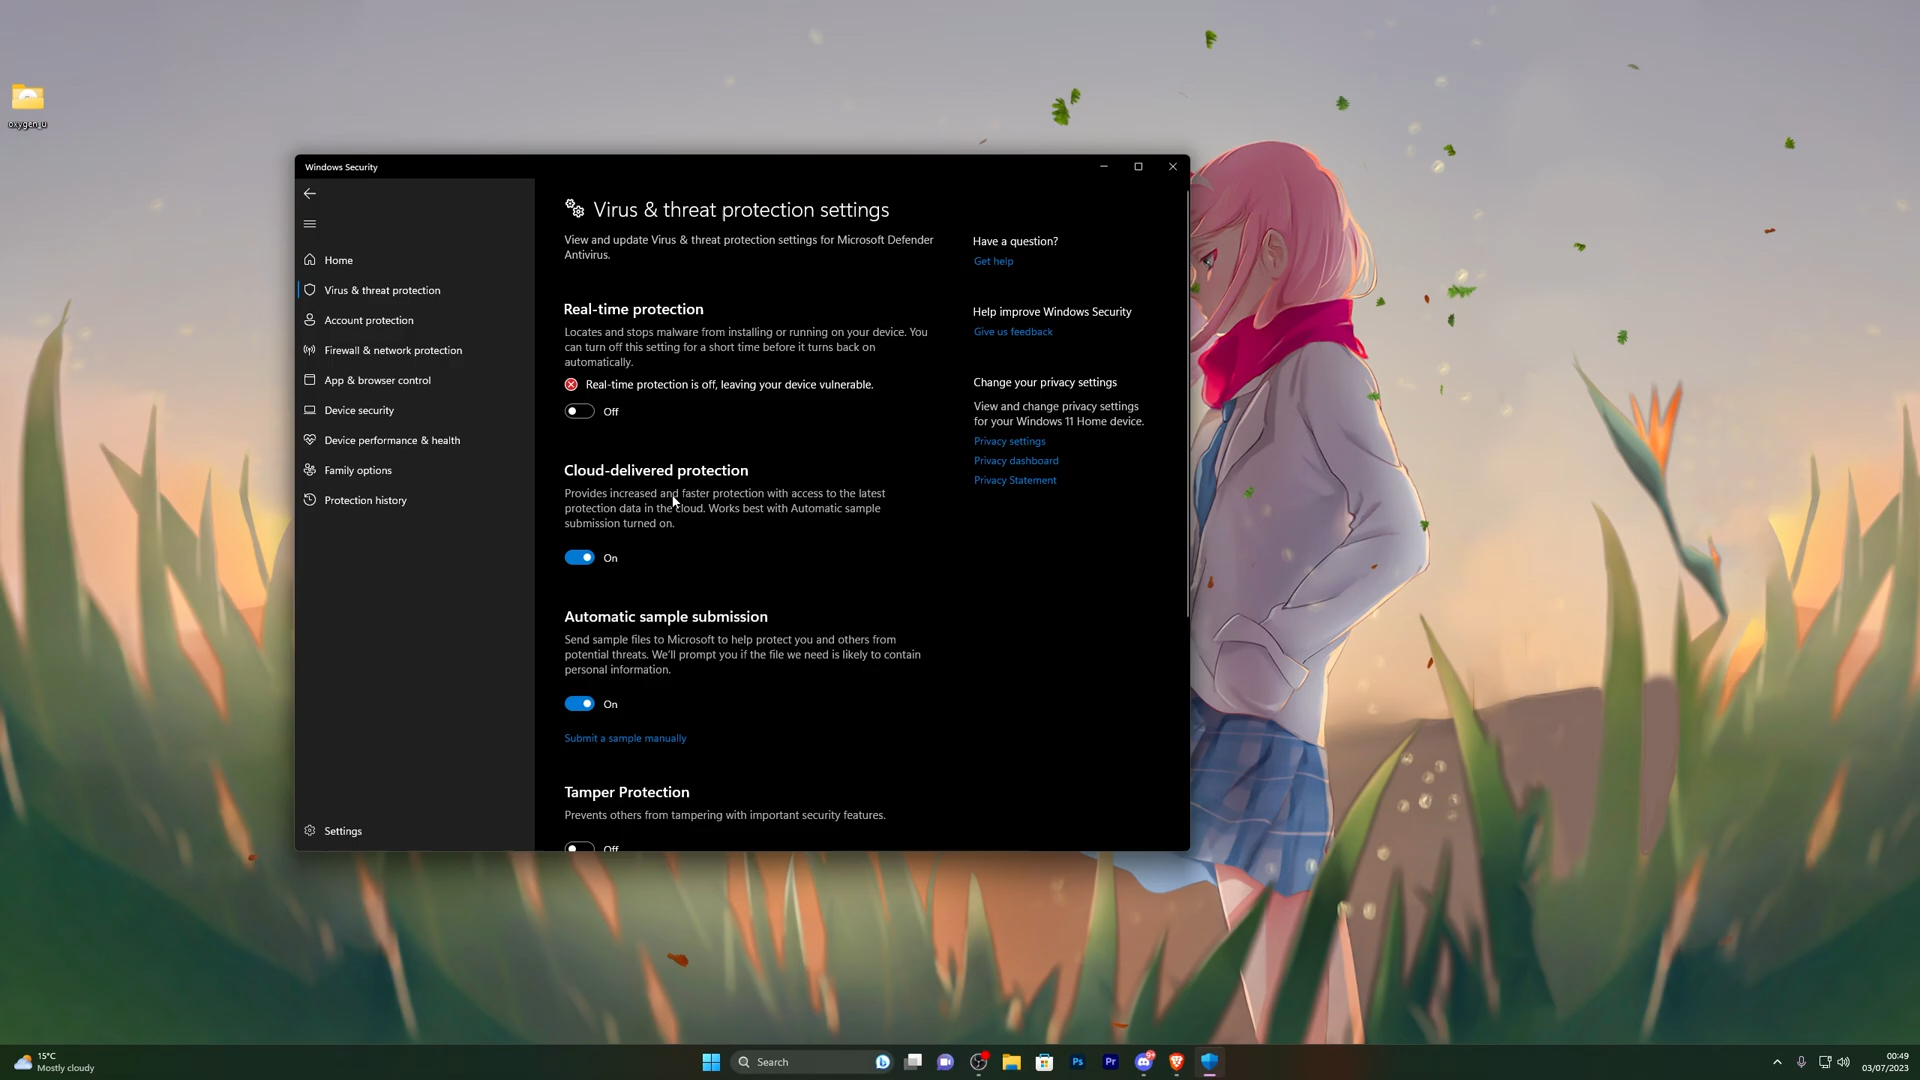 oxygen_u
Windows Security
Home
Virus & threat protection
Account protection
Firewall & network protection
App & browser control
Device security
Device performance & health
Family options
Protection history
Settings
Virus & threat protection settings
View and update Virus & threat protection settings for Microsoft Defender
Antivirus.
Real-time protection
Locates and stops malware from installing or running on your device. You
can turn off this setting for a short time before it turns back on
automatically.
Real-time protection is off, leaving your device vulnerable.
Off
Cloud-delivered protection
Provides increased and faster protection with access to the latest
protection data in the cloud. Works best with Automatic sample
submission turned on.
On
Automatic sample submission
Send sample files to Microsoft to help protect you and others from
potential threats. We'll prompt you if the file we need is likely to contain
personal information.
On
Submit a sample manually
Tamper Protection
Prevents others from tampering with important security features.
Off
Have a question?
Get help
Help improve Windows Security
Give us feedback
Change your privacy settings
View and change privacy settings
for your Windows 11 Home device.
Privacy settings
Privacy dashboard
Privacy Statement
15°C
Mostly cloudy
Search
Ps
Pr
9+
00:49
03/07/2023